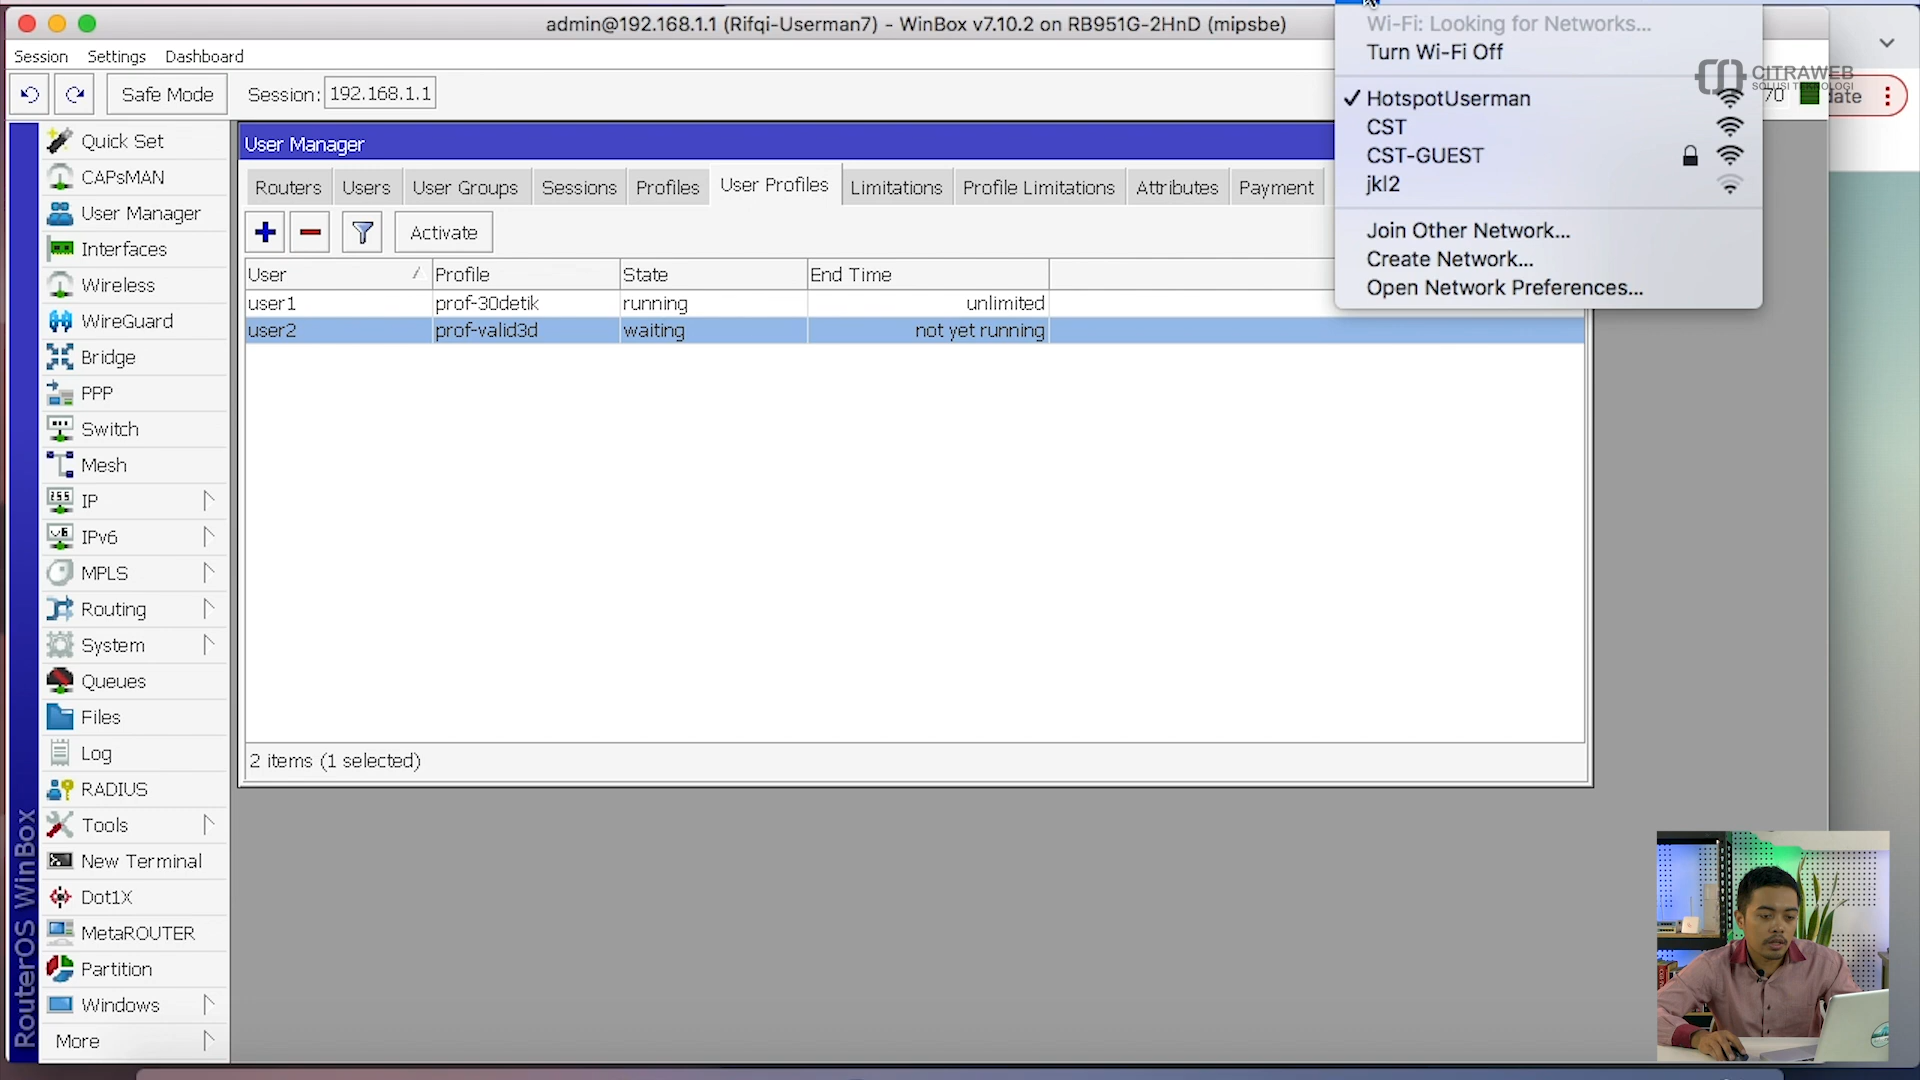 admin@192.168.1.1 (Rifqi-Userman7) - WinBox v7.10.2 on RB951G-2HnD (mipsbe)
Session Settings Dashboard
Safe Mode Session: 192.168.1.1
Wi-Fi: Looking for Networks...
Turn Wi-Fi Off
✓ HotspotUserman
CST
CST-GUEST
jkl2
Join Other Network...
Create Network...
Open Network Preferences...
CITRAWEB
SOLUSI TEKNOLOGI
70
date
Quick Set
CAPsMAN
User Manager
Interfaces
Wireless
WireGuard
Bridge
PPP
Switch
Mesh
IP
IPv6
MPLS
Routing
System
Queues
Files
Log
RADIUS
Tools
New Terminal
Dot1X
MetaROUTER
Partition
Windows
More
RouterOS WinBox
User Manager
Routers Users User Groups Sessions Profiles User Profiles Limitations Profile Limitations Attributes Payment
Activate
User Profile State End Time
user1 prof-30detik running unlimited
user2 prof-valid3d waiting not yet running
2 items (1 selected)